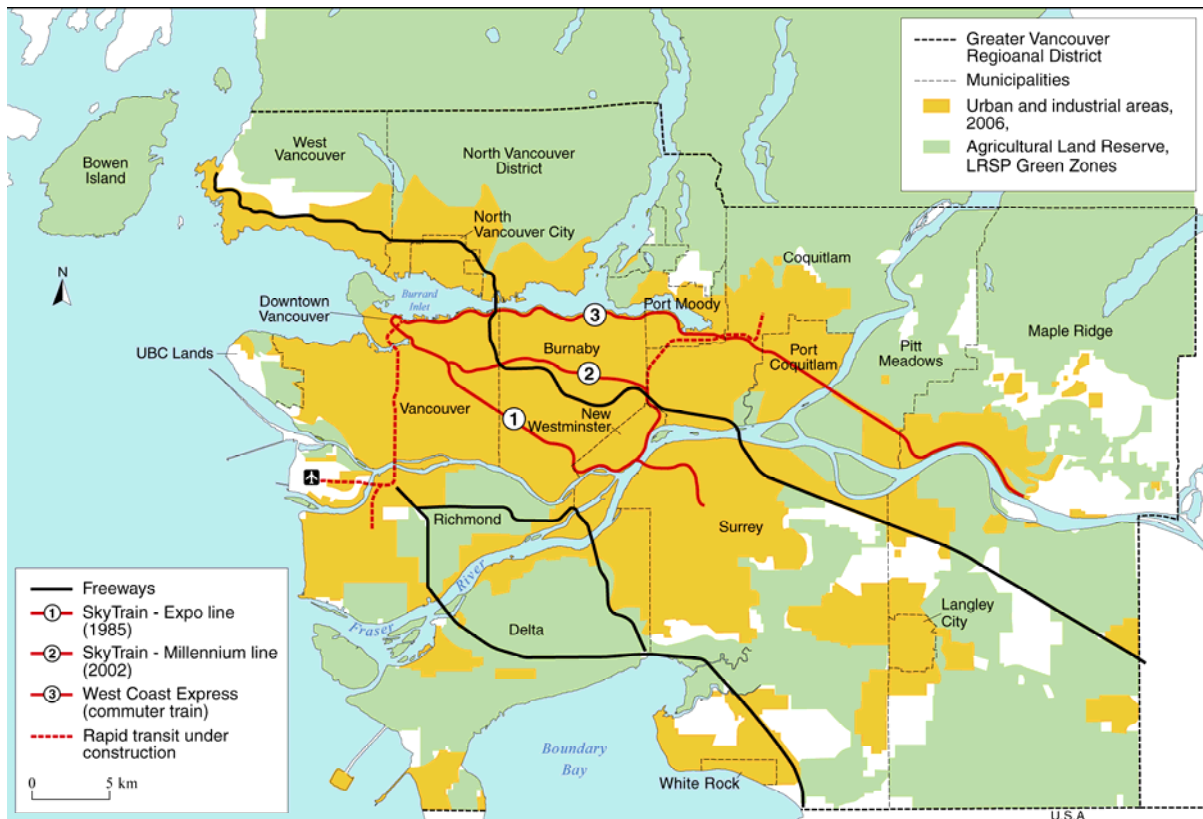 Greater Vancouver
Regioanal District
Municipalities
Urban and industrial areas,
2006,
Agricultural Land Reserve,
LRSP Green Zones
Bowen
Island
West
Vancouver
North Vancouver
District
North
Vancouver City
N
Downtown
Vancouver
Burrard
Inlet
Port Moody
Coquitlam
3
UBC Lands
Burnaby
2
Port
Coquitlam
Pitt
Meadows
Maple Ridge
Vancouver
1
New
Westminster
Richmond
Surrey
Fraser
River
Delta
Langley
City
Boundary
Bay
White Rock
U.S.A
Freeways
1 SkyTrain - Expo line
(1985)
2 SkyTrain - Millennium line
(2002)
3 West Coast Express
(commuter train)
Rapid transit under
construction
0 5 km